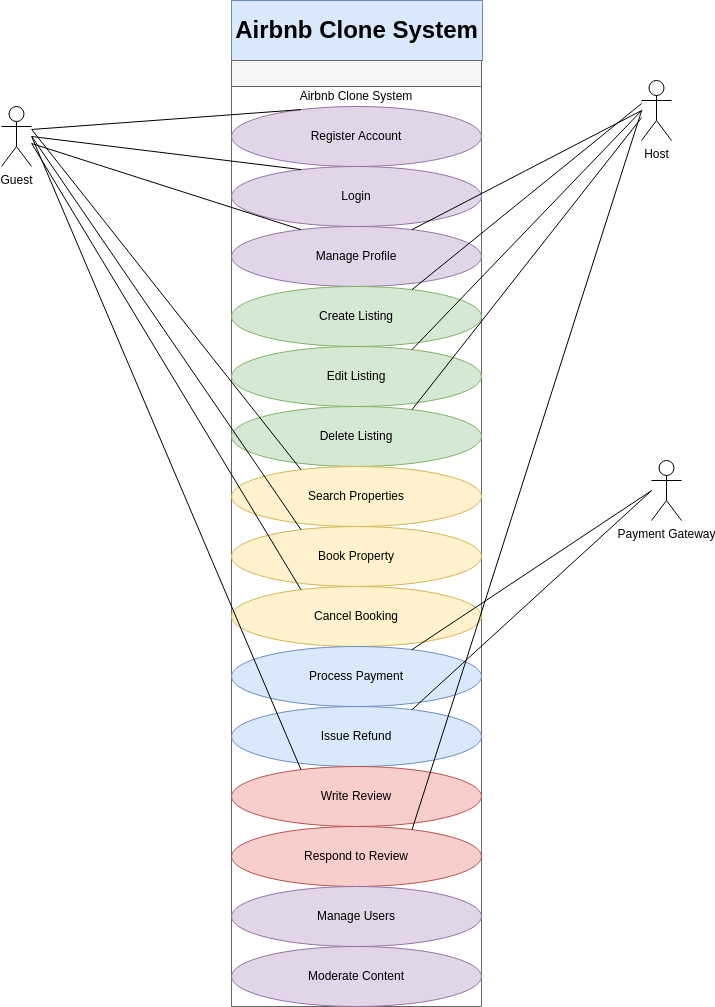 Airbnb Clone System
Airbnb Clone System
Register Account
Login
Manage Profile
Create Listing
Edit Listing
Delete Listing
Search Properties
Book Property
Cancel Booking
Process Payment
Issue Refund
Write Review
Respond to Review
Manage Users
Moderate Content
Guest
Host
Payment Gateway